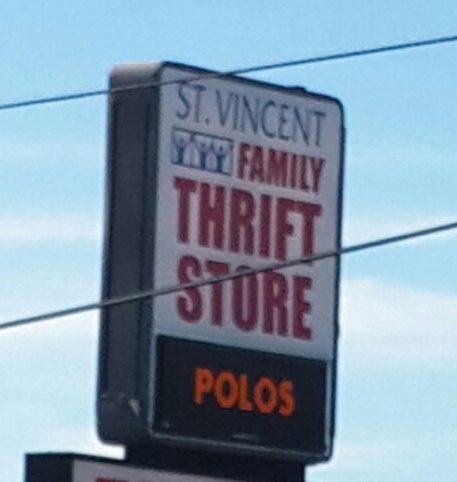 ST. VINCENT
FAMILY
THRIFT
STORE
POLOS